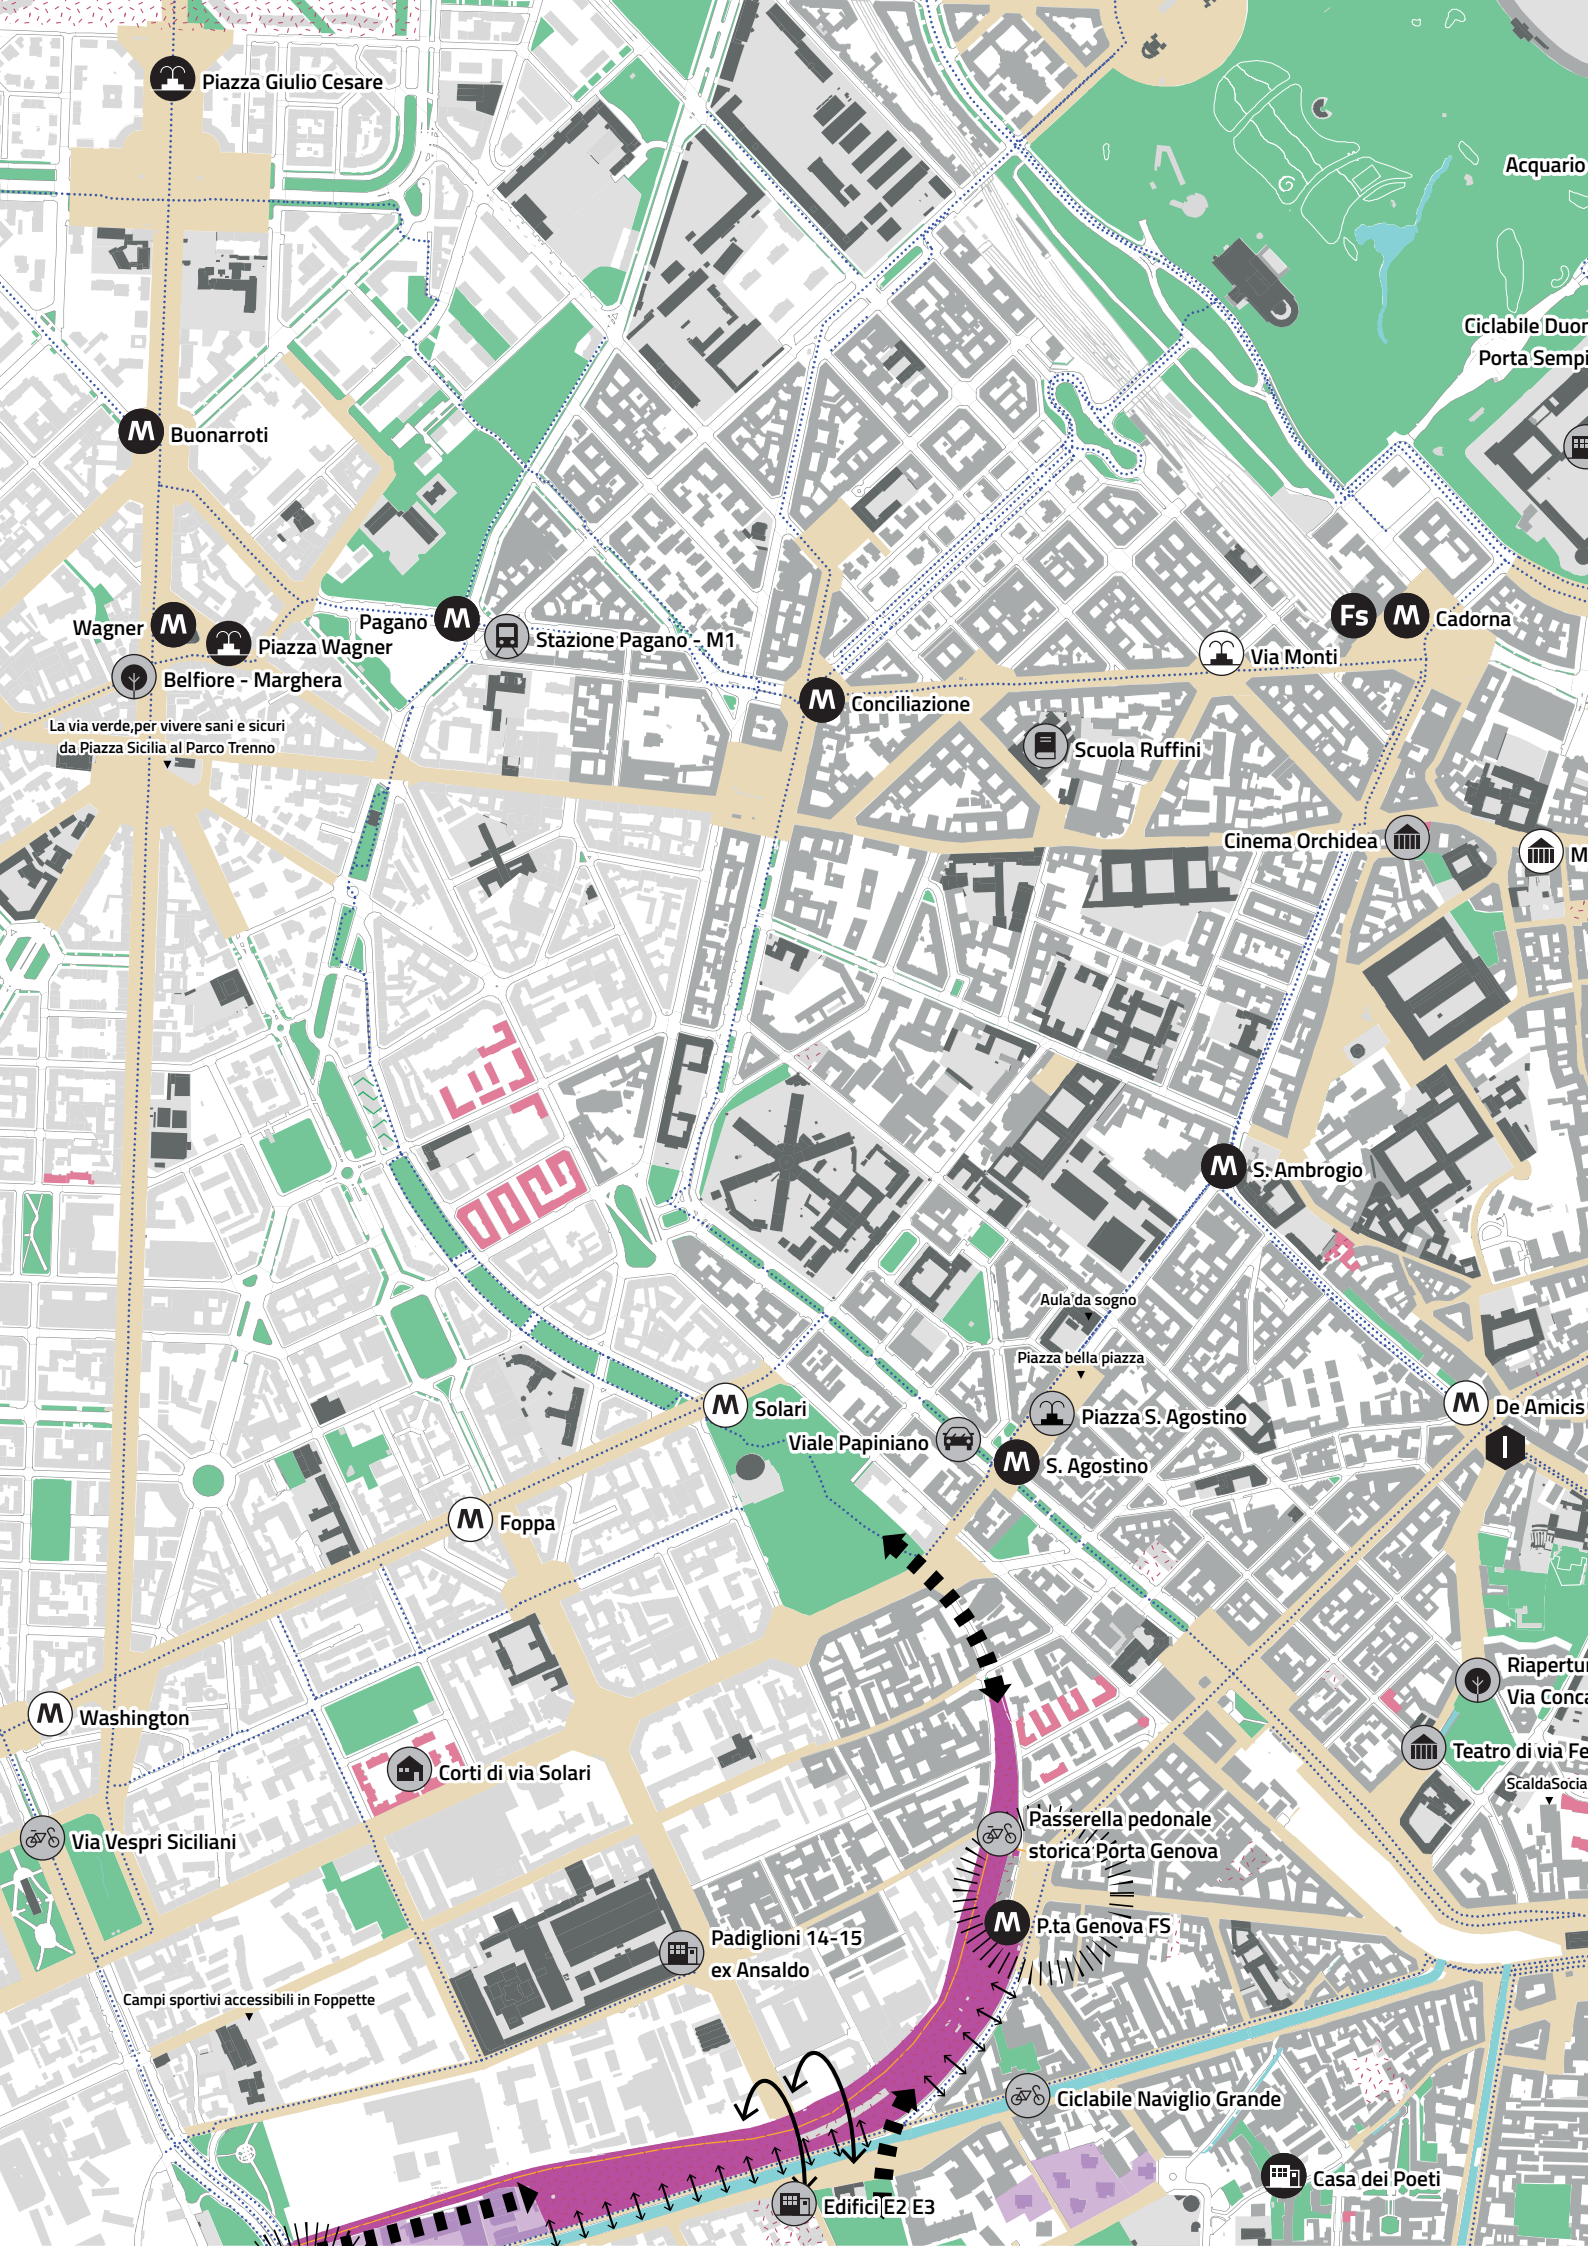 Piazza Giulio Cesare
Acquario
Ciclabile Duor
Porta Sempi
M
Buonarroti
Wagner
M
Piazza Wagner
Pagano
M
Stazione Pagano - M1
Belfiore - Marghera
Fs
M
Cadorna
Via Monti
La via verde,per vivere sani e sicuri
da Piazza Sicilia al Parco Trenno
M
Conciliazione
Scuola Ruffini
Cinema Orchidea
M
M
S. Ambrogio
Aula da sogno
Piazza bella piazza
M
Solari
Piazza S. Agostino
Viale Papiniano
M
S. Agostino
M
De Amicis
I
M
Foppa
M
Washington
Riapertur
Via Conca
Teatro di via Fe
ScaldaSocia
Corti di via Solari
Via Vespri Siciliani
Passerella pedonale
storica Porta Genova
M
P.ta Genova FS
Padiglioni 14-15
ex Ansaldo
Campi sportivi accessibili in Foppette
Ciclabile Naviglio Grande
Casa dei Poeti
Edifici E2 E3